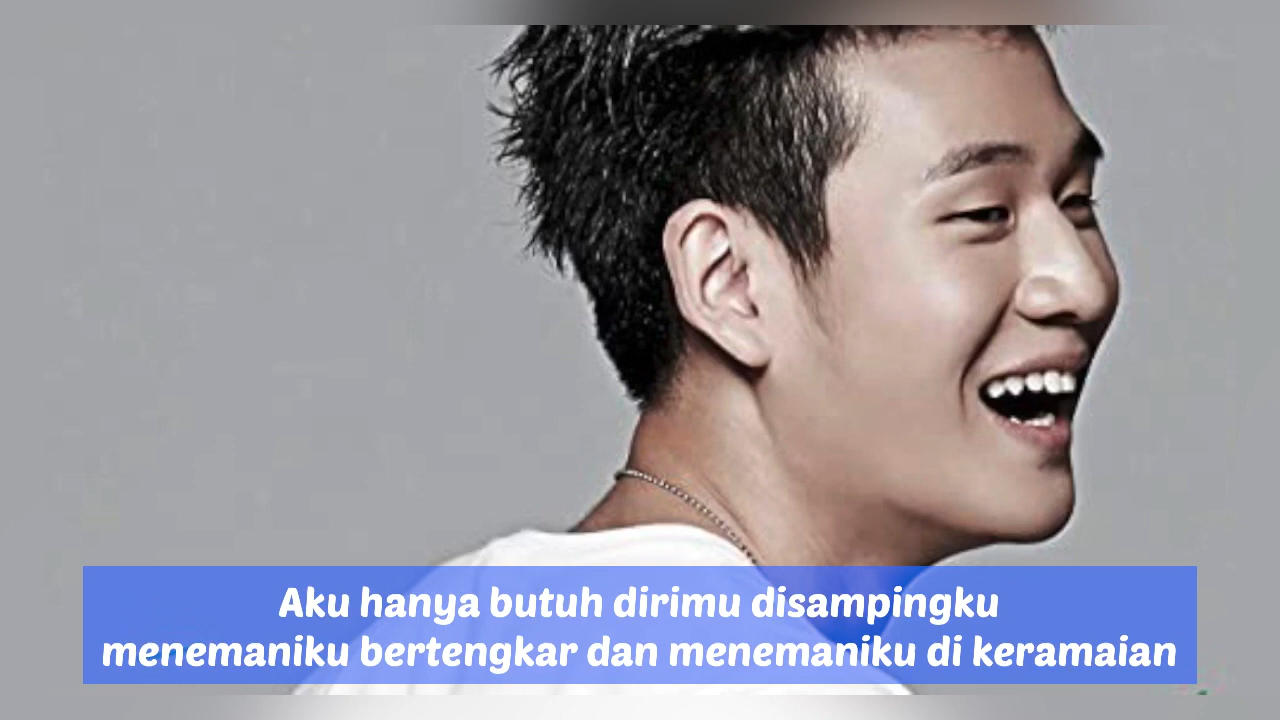 Aku hanya butuh dirimu disampingku
menemaniku bertengkar dan menemaniku di keramaian